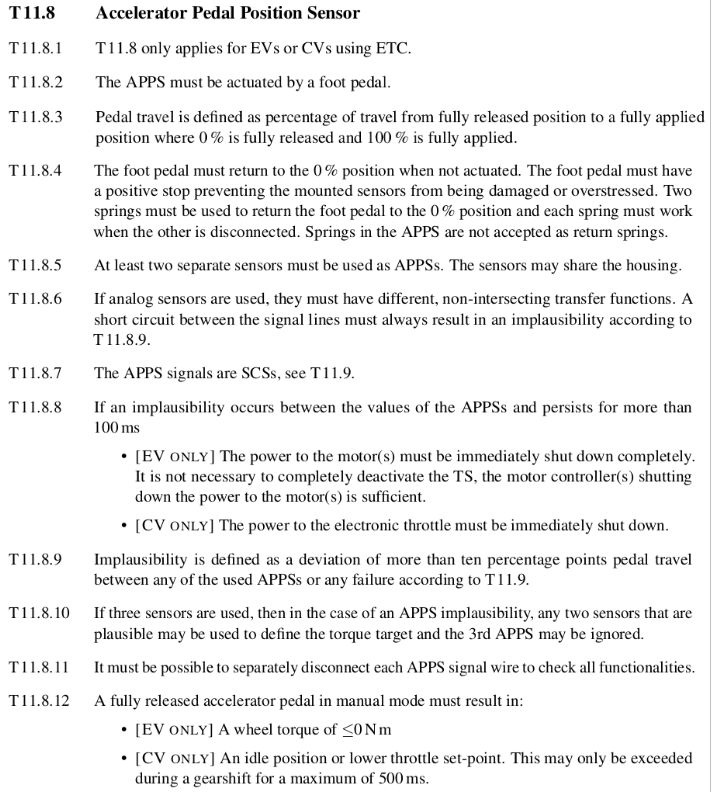 T11.8 Accelerator Pedal Position Sensor
T11.8.1 T11.8 only applies for EVs or CVs using ETC.
T11.8.2 The APPS must be actuated by a foot pedal.
T11.8.3 Pedal travel is defined as percentage of travel from fully released position to a fully applied
position where 0 % is fully released and 100 % is fully applied.
T11.8.4 The foot pedal must return to the 0 % position when not actuated. The foot pedal must have
a positive stop preventing the mounted sensors from being damaged or overstressed. Two
springs must be used to return the foot pedal to the 0 % position and each spring must work
when the other is disconnected. Springs in the APPS are not accepted as return springs.
T11.8.5 At least two separate sensors must be used as APPSs. The sensors may share the housing.
T11.8.6 If analog sensors are used, they must have different, non-intersecting transfer functions. A
short circuit between the signal lines must always result in an implausibility according to
T11.8.9.
T11.8.7 The APPS signals are SCSs, see T11.9.
T11.8.8 If an implausibility occurs between the values of the APPSs and persists for more than
100 ms
• [EV ONLY] The power to the motor(s) must be immediately shut down completely.
It is not necessary to completely deactivate the TS, the motor controller(s) shutting
down the power to the motor(s) is sufficient.
• [CV ONLY] The power to the electronic throttle must be immediately shut down.
T11.8.9 Implausibility is defined as a deviation of more than ten percentage points pedal travel
between any of the used APPSs or any failure according to T11.9.
T11.8.10 If three sensors are used, then in the case of an APPS implausibility, any two sensors that are
plausible may be used to define the torque target and the 3rd APPS may be ignored.
T11.8.11 It must be possible to separately disconnect each APPS signal wire to check all functionalities.
T11.8.12 A fully released accelerator pedal in manual mode must result in:
• [EV ONLY] A wheel torque of ≤0 N m
• [CV ONLY] An idle position or lower throttle set-point. This may only be exceeded
during a gearshift for a maximum of 500 ms.